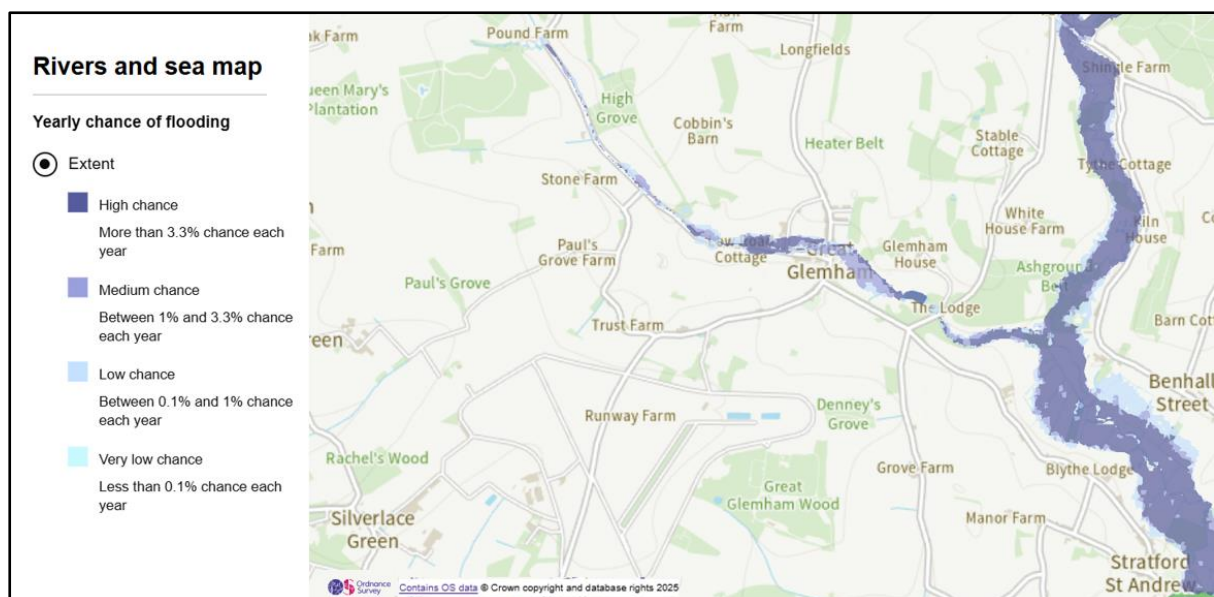 Rivers and sea map
Yearly chance of flooding
Extent
High chance
More than 3.3% chance each
year
Medium chance
Between 1% and 3.3% chance
each year
Low chance
Between 0.1% and 1% chance
each year
Very low chance
Less than 0.1% chance each
year
Farm
Pound Farm
Farm
Longfields
Shingle Farm
Queen Mary's
Plantation
High
Grove
Cobbin's
Barn
Heater Belt
Stable
Cottage
Tythe Cottage
Stone Farm
White
House Farm
Kiln
House
Farm
Paul's
Grove Farm
Cottage
Great
Glemham
Glemham
House
Paul's Grove
The Lodge
Trust Farm
Barn
Benhall
Street
Runway Farm
Denney's
Grove
Rachel's Wood
Grove Farm
Blythe Lodge
Great
Glemham Wood
Silverlace
Green
Manor Farm
Stratford
St Andrew
Ordnance
Survey
Contains OS data © Crown copyright and database rights 2025